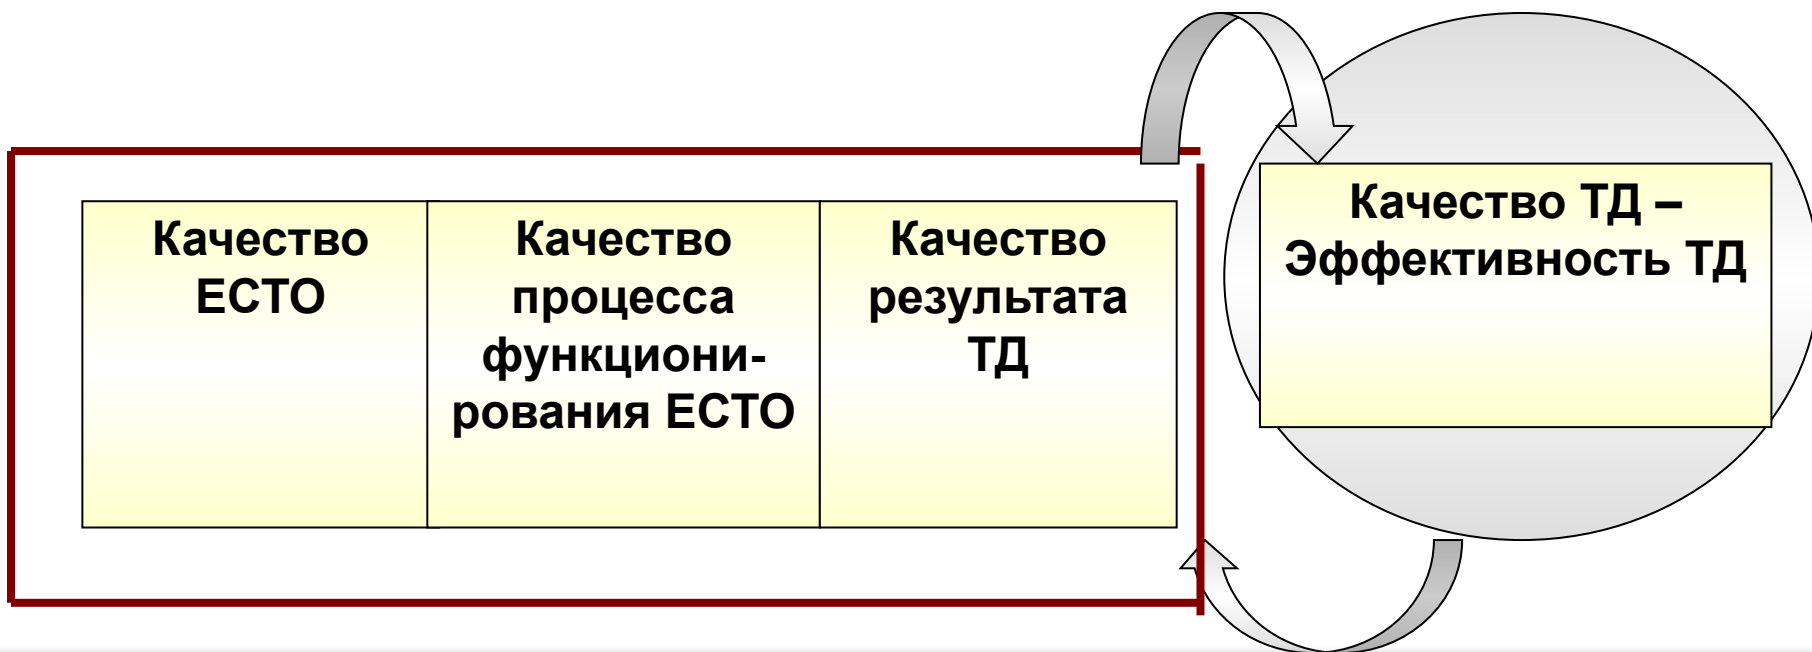 Качество
ЕСТО
Качество
процесса
функциони-
рования ЕСТО
Качество
результата
ТД
Качество ТД –
Эффективность ТД